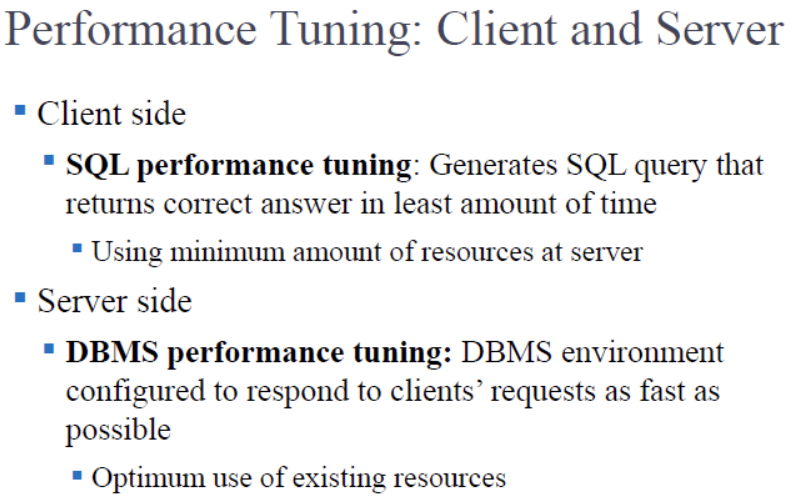 Performance Tuning: Client and Server
▪ Client side
▪ SQL performance tuning: Generates SQL query that
returns correct answer in least amount of time
▪ Using minimum amount of resources at server
▪ Server side
▪ DBMS performance tuning: DBMS environment
configured to respond to clients’ requests as fast as
possible
▪ Optimum use of existing resources